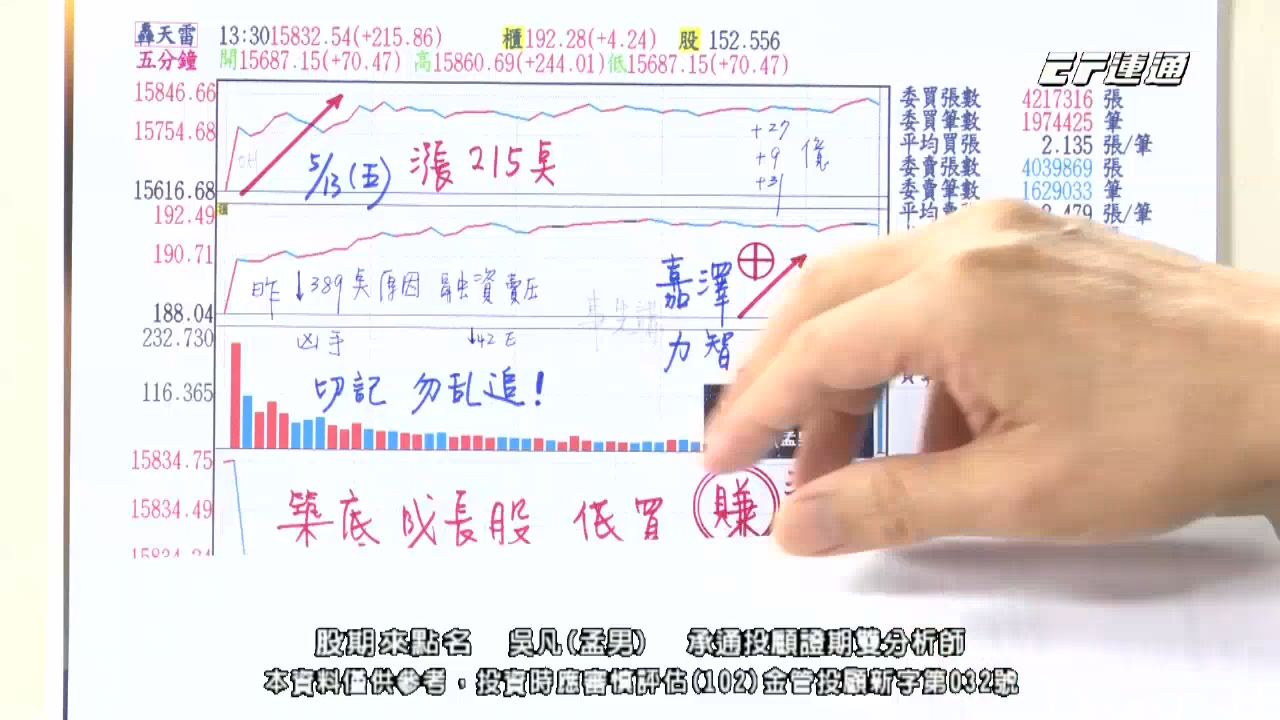 轟天雷 13:30 15832.54(+215.86) 櫃192.28(+4.24) 股 152.556
五分鐘 開15687.15(+70.47) 高15860.69(+244.01) 低15687.15(+70.47)
ET運通
15846.66
15754.68
15616.68
192.49
190.71
188.04
232.730
116.365
15834.75
15834.49
委買張數 4217316 張
委買筆數 1974425 筆
平均買張 2.135 張/筆
委賣張數 4039869 張
委賣筆數 1629033 筆
2.479 張/筆
5/13(五) 漲 215點
+27
+9 億
+31
昨↓389點原因 融資賣压
凶手 ↓42E
嘉澤
力智
切記 勿乱追!
築底 成長股 低買 賺
股期來點名 吳凡(孟男) 承通投顧證期雙分析師
本資料僅供參考，投資時應審慎評估(102)金管投顧新字第032號